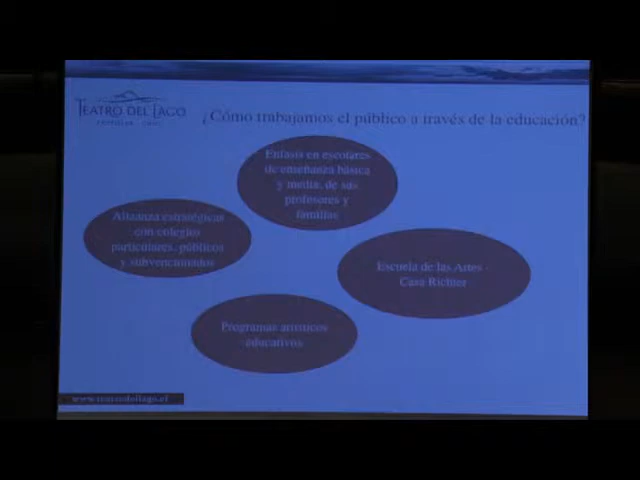 TEATRO DEL LAGO
¿Cómo trabajamos el público a través de la educación?
Enfasis en escolares
de enseñanza básica
y media, de sus
profesores y
familias
Alianza estratégicas
con colegios
particulares, públicos
y subvencionados
Escuela de las Artes -
Casa Richter
Programas artísticos
educativos
www.teatrodellago.cl